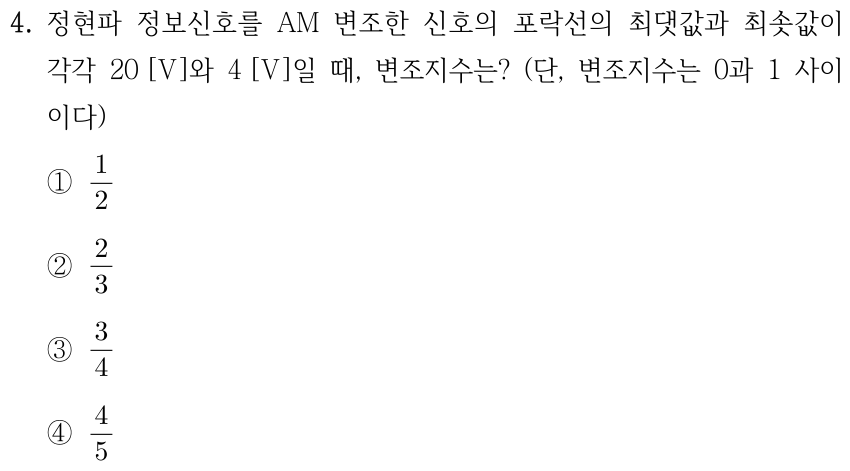 4. 정현파 정보신호를 AM 변조한 신호의 포락선의 최댓값과 최솟값이
각각 20 [V]와 4 [V]일 때, 변조지수는? (단, 변조지수는 0과 1 사이
이다)
① 1/2
② 2/3
③ 3/4
④ 4/5